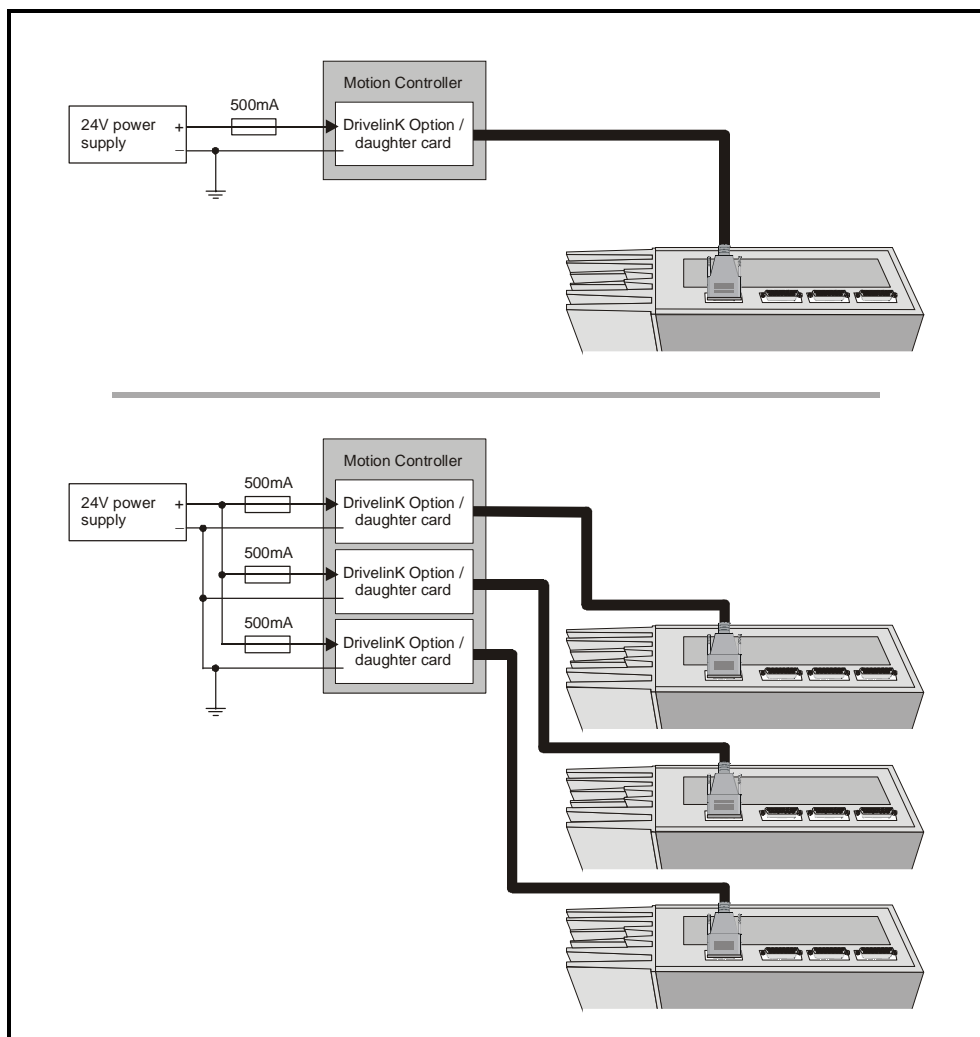 Motion Controller
500mA
24V power
supply
+
–
DrivelinK Option /
daughter card
Motion Controller
500mA
24V power
supply
+
–
DrivelinK Option /
daughter card
500mA
DrivelinK Option /
daughter card
500mA
DrivelinK Option /
daughter card